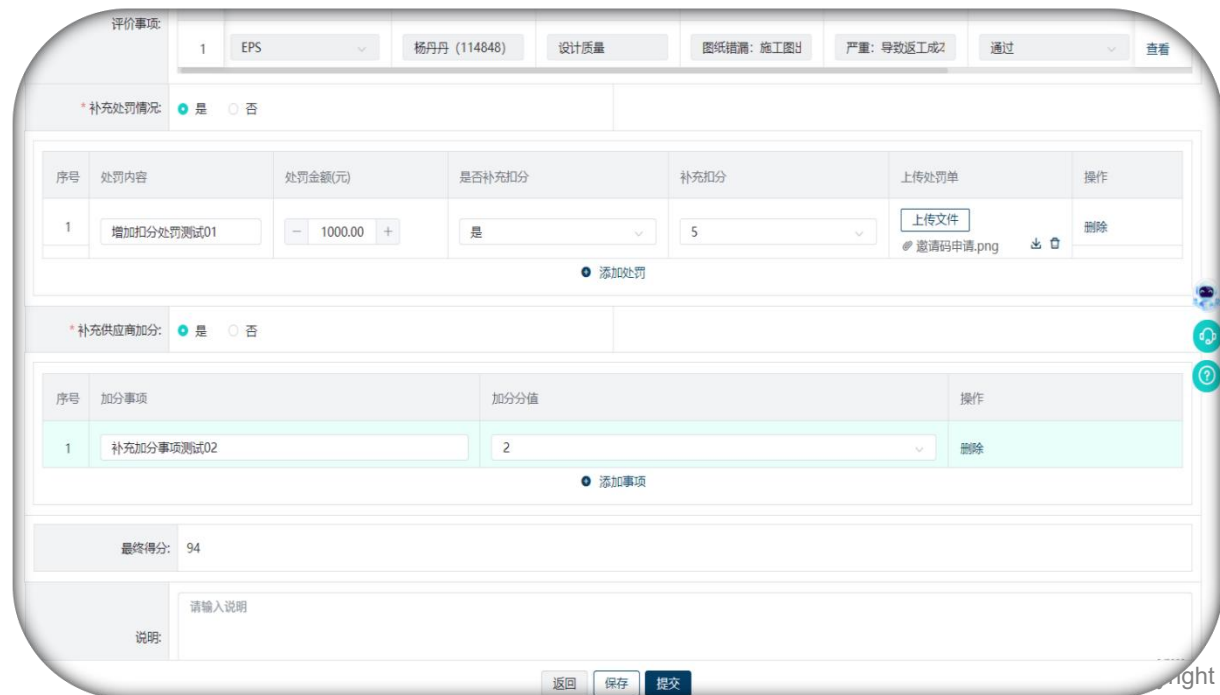 评价事项:
1 EPS 杨丹丹 (114848) 设计质量 图纸错漏：施工图出 严重：导致返工成 通过 查看
* 补充处罚情况: 是 否
序号 处罚内容 处罚金额(元) 是否补充扣分 补充扣分 上传处罚单 操作
1 增加扣分处罚测试01 － 1000.00 + 是 5 上传文件 删除
邀请码申请.png
添加处罚
* 补充供应商加分: 是 否
序号 加分事项 加分分值 操作
1 补充加分事项测试02 2 删除
添加事项
最终得分: 94
请输入说明
说明:
返回 保存 提交
right